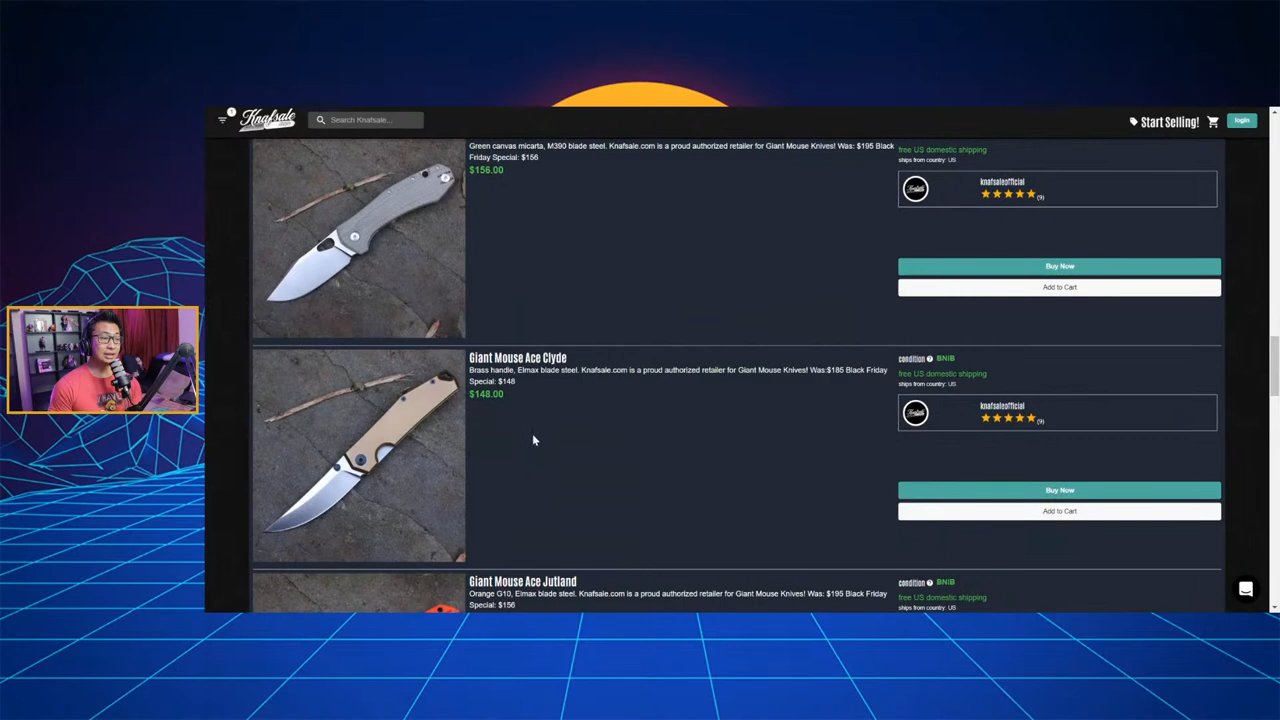 1
Knafsale
Search Knafsale...
Start Selling!
login
Green canvas micarta, M390 blade steel. Knafsale.com is a proud authorized retailer for Giant Mouse Knives! Was: $195 Black
Friday Special: $156
$156.00
free US domestic shipping
ships from country: US
knafsaleofficial
(9)
Buy Now
Add to Cart
Giant Mouse Ace Clyde
Brass handle, Elmax blade steel. Knafsale.com is a proud authorized retailer for Giant Mouse Knives! Was:$185 Black Friday
Special: $148
$148.00
condition ? BNIB
free US domestic shipping
ships from country: US
knafsaleofficial
(9)
Buy Now
Add to Cart
Giant Mouse Ace Jutland
Orange G10, Elmax blade steel. Knafsale.com is a proud authorized retailer for Giant Mouse Knives! Was: $195 Black Friday
Special: $156
condition ? BNIB
free US domestic shipping
ships from country: US